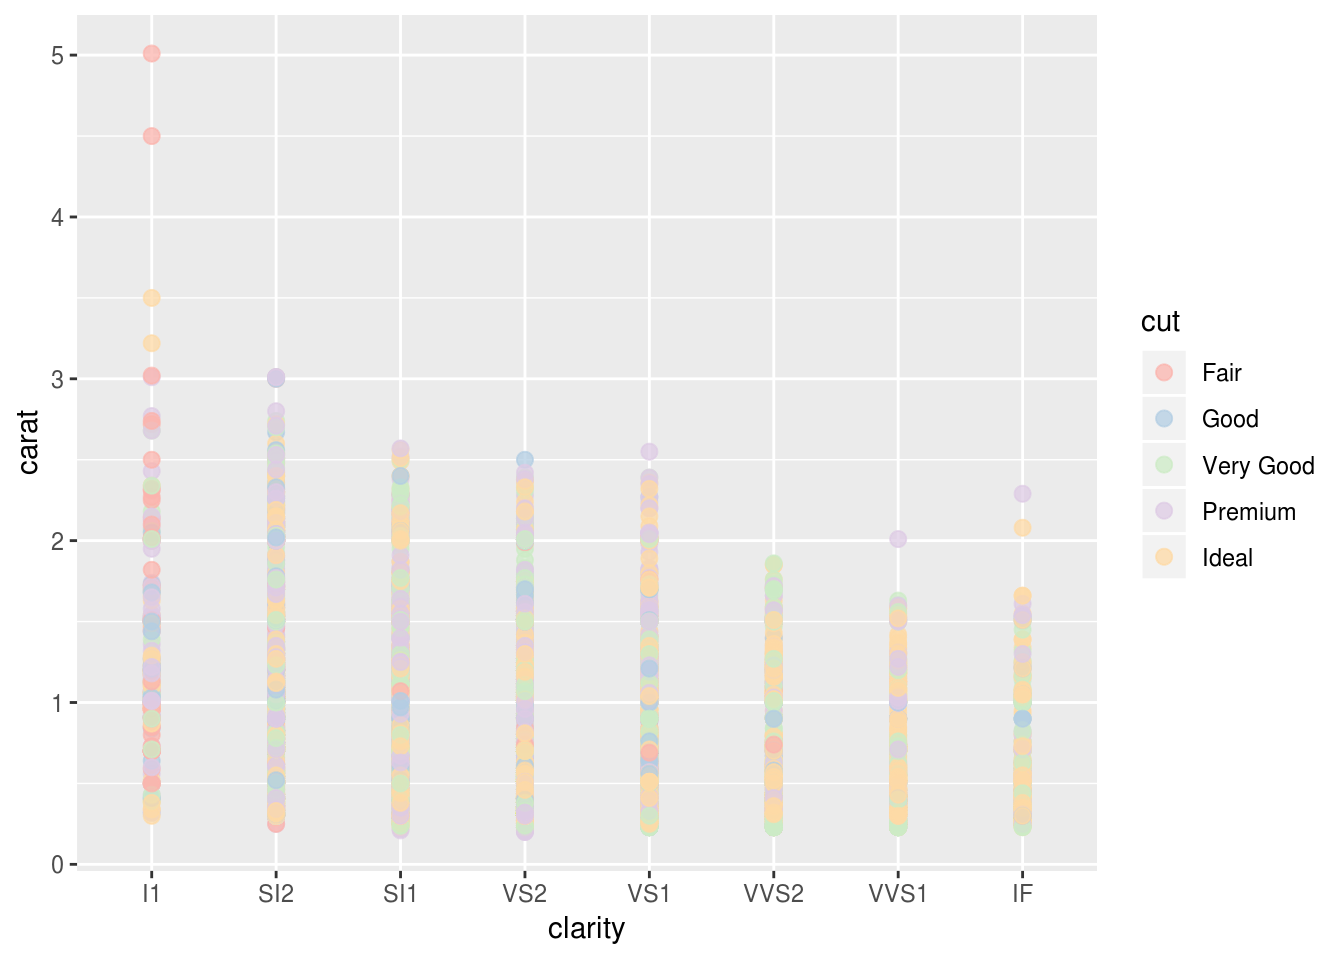 5
4
3
2
1
0
carat
I1 SI2 SI1 VS2 VS1 VVS2 VVS1 IF
clarity
cut
Fair
Good
Very Good
Premium
Ideal